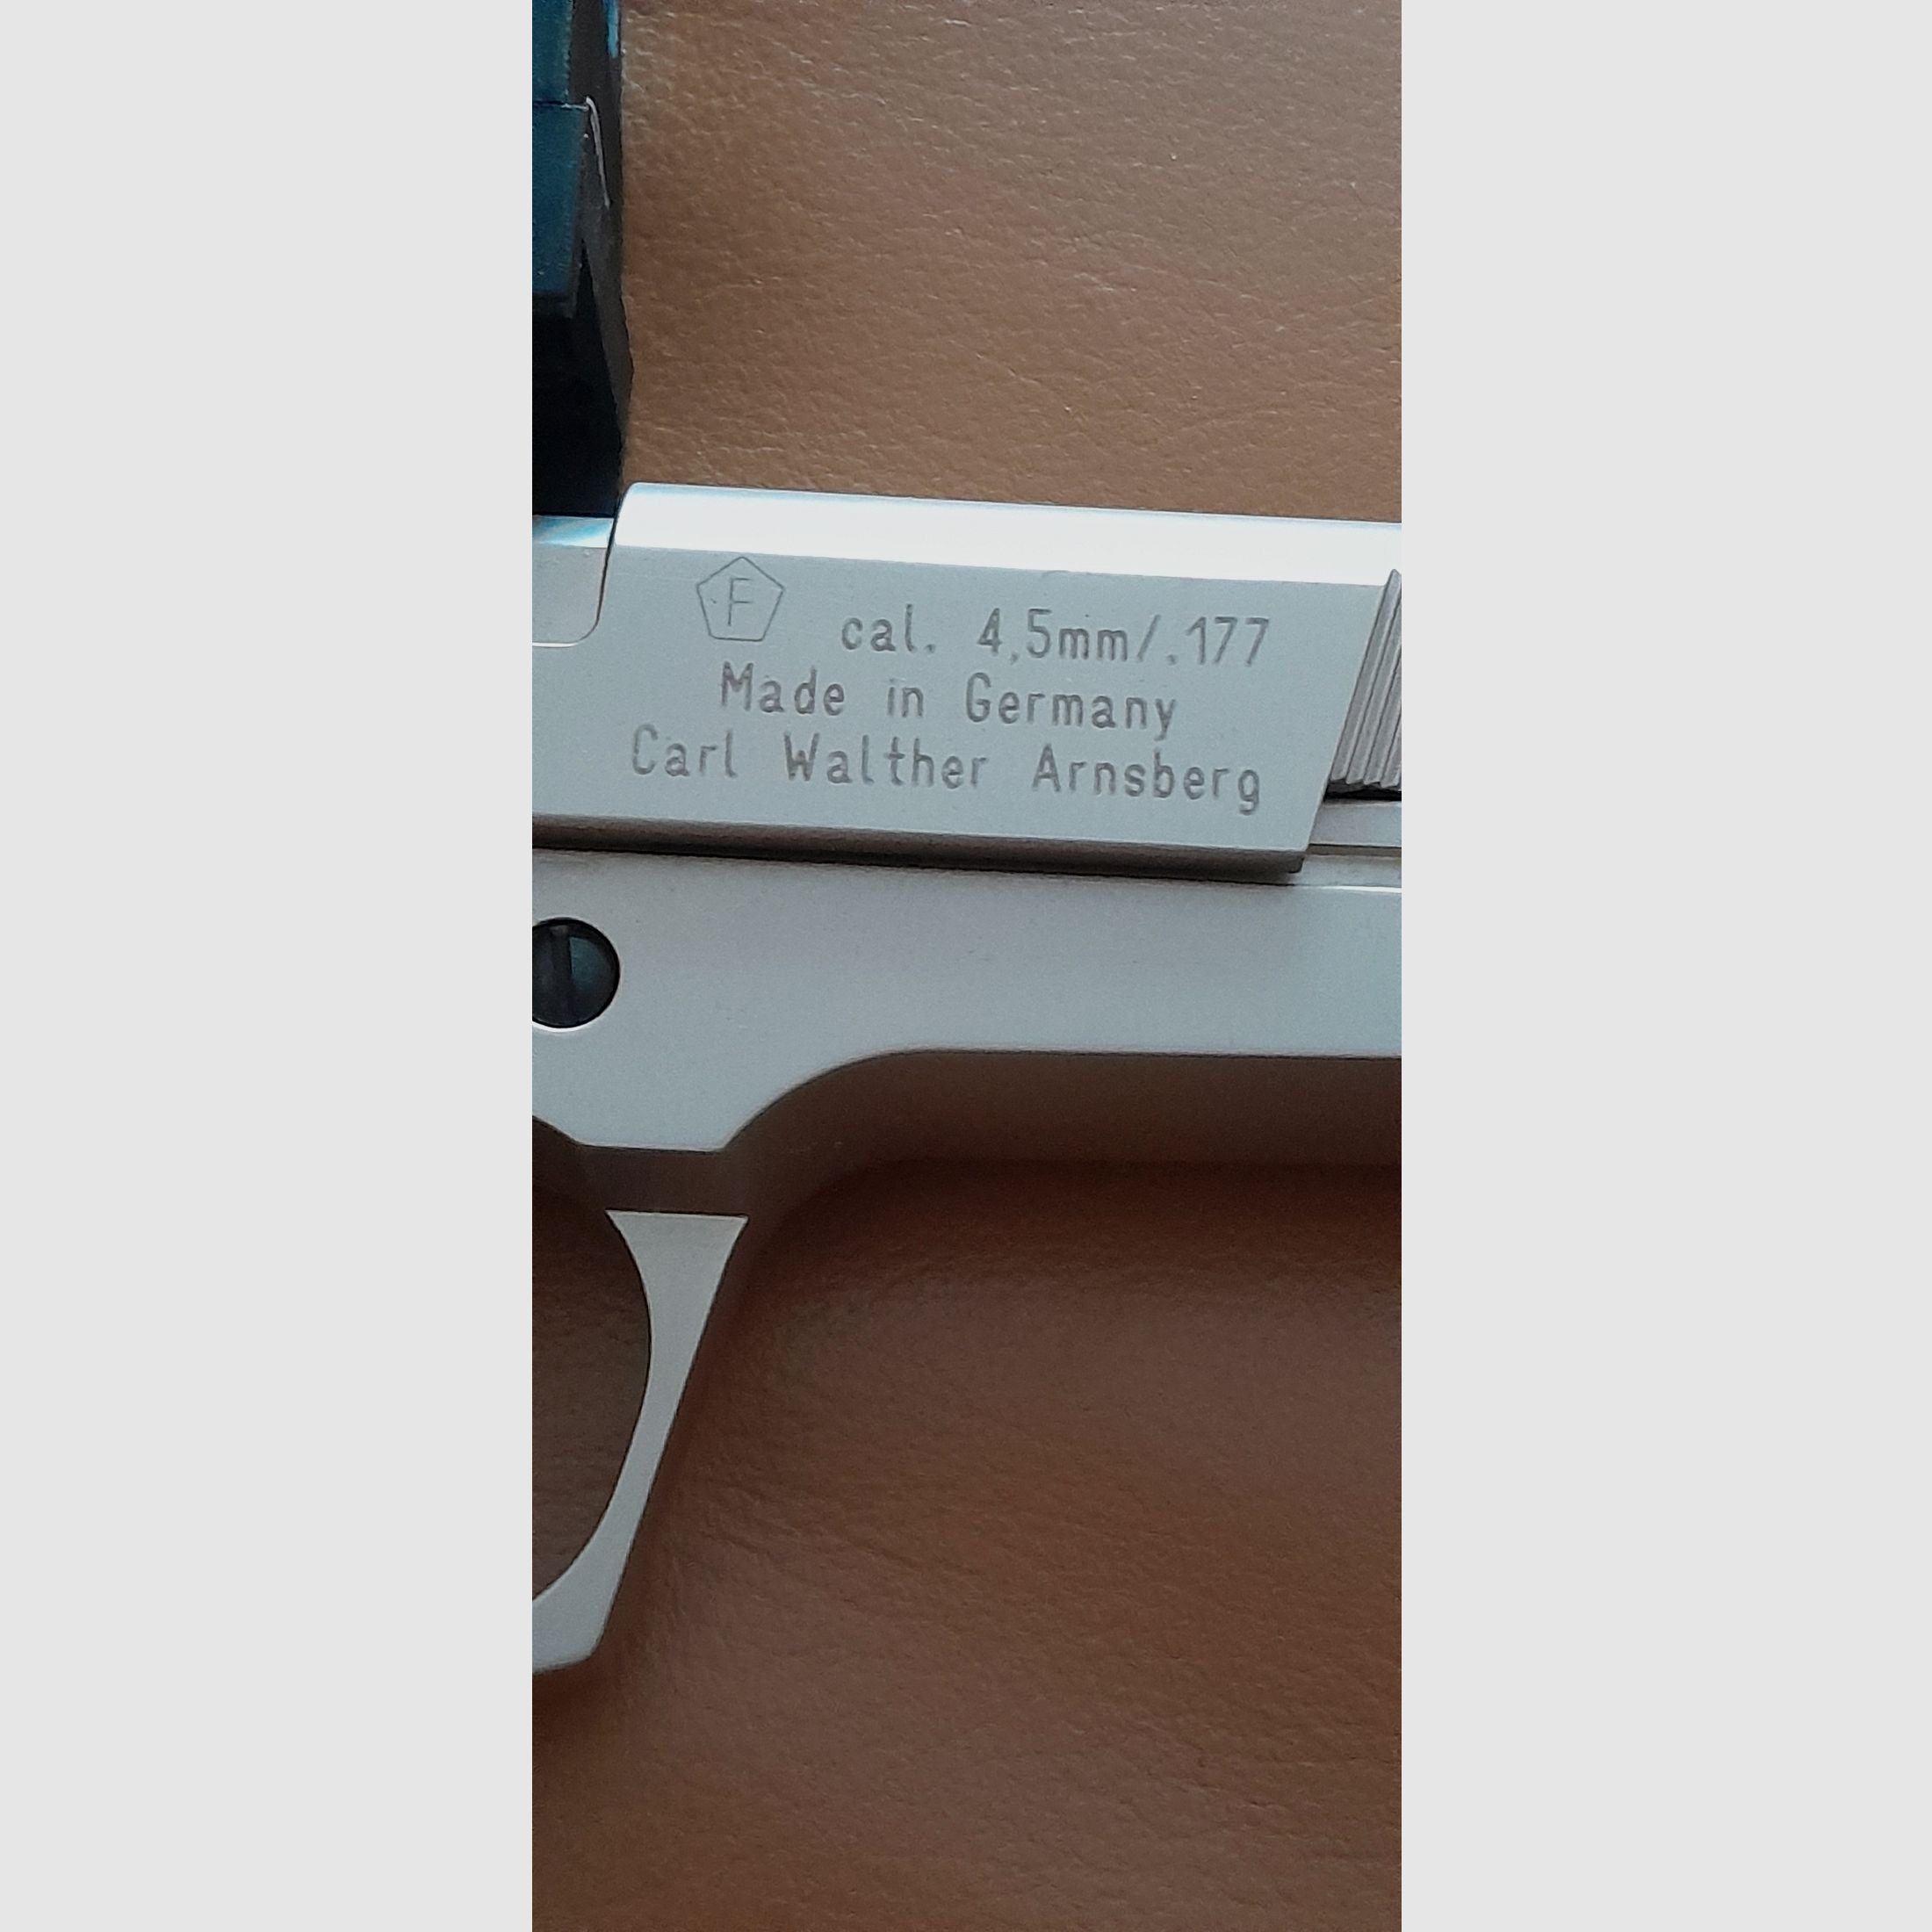 F cal. 4,5mm/.177
Made in Germany
Carl Walther Arnsberg